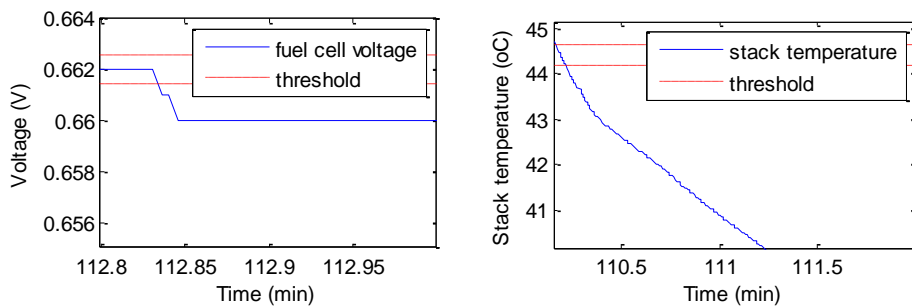 0.664
0.662
0.66
0.658
0.656
Voltage (V)
fuel cell voltage
threshold
112.8
112.85
112.9
112.95
Time (min)
45
44
43
42
41
Stack temperature (oC)
stack temperature
threshold
110.5
111
111.5
Time (min)